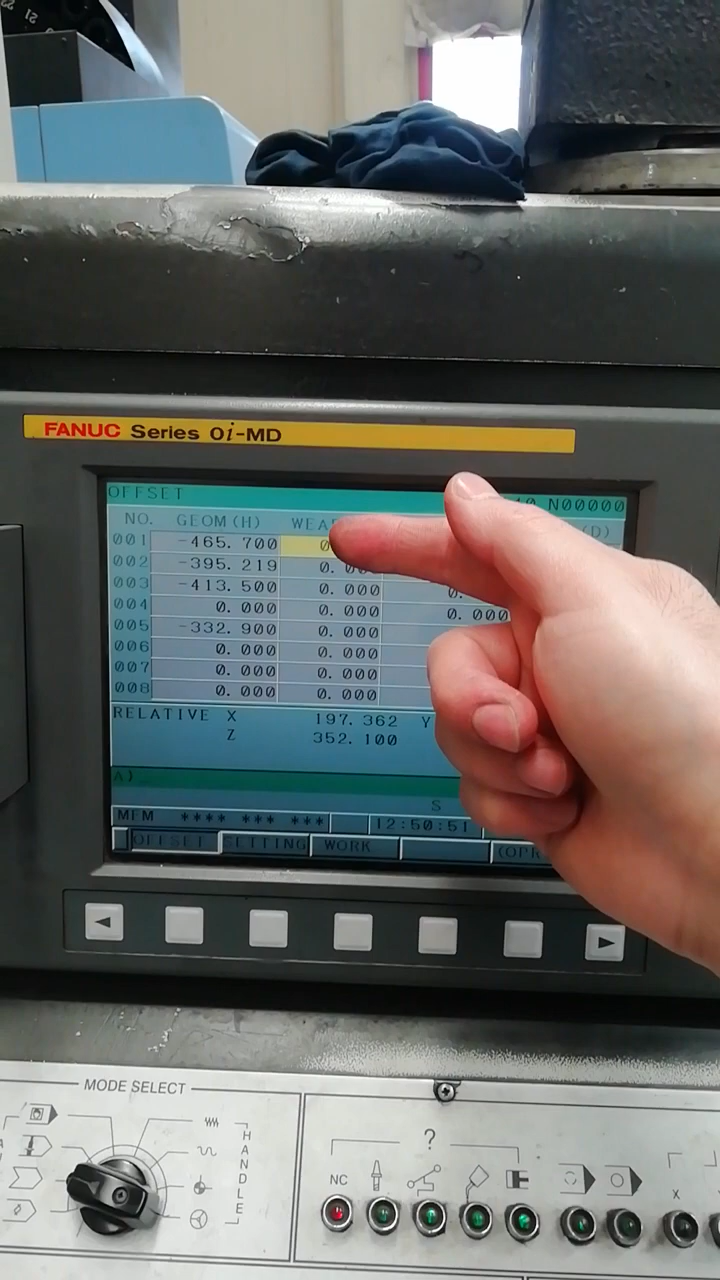 21
FANUC Series 0i-MD
OFFSET N00000
NO. GEOM(H) (D)
001 -465.700
002 -395.219
003 -413.500 0.000
004 0.000 0.000 0.000
005 -332.900 0.000
006 0.000 0.000
007 0.000 0.000
008 0.000 0.000
RELATIVE X 197.362 Y
Z 352.100
A)
S
MEM **** *** *** 12:50:51
OFFSET SETTING WORK
MODE SELECT
HANDLE
?
NC
X